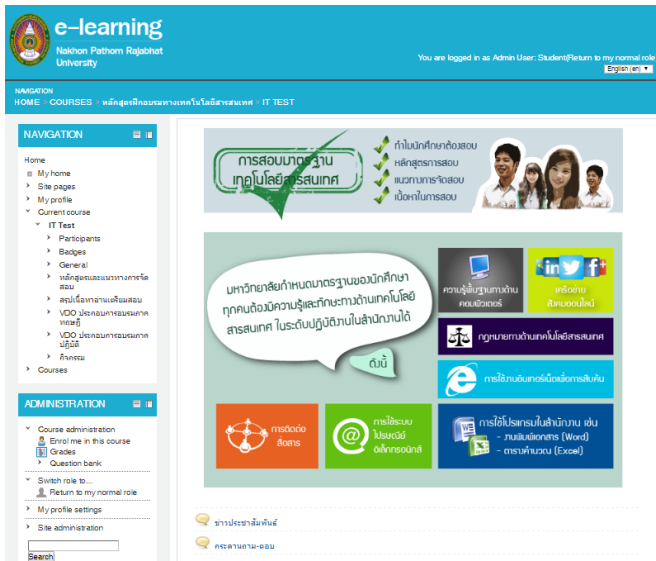 e-learning
Nakhon Pathom Rajabhat
University
You are logged in as Admin User: Student(Return to my normal role
English (en)
NAVIGATION
HOME > COURSES > หลักสูตรฝึกอบรมทางเทคโนโลยีสารสนเทศ > IT TEST
NAVIGATION
Home
My home
Site pages
My profile
Current course
IT Test
Participants
Badges
General
หลักสูตรและแนวทางการจัด
สอบ
สรุปเนื้อหาอ่านเตรียมสอบ
VDO ประกอบการอบรมภาค
ทฤษฎี
VDO ประกอบการอบรมภาค
ปฏิบัติ
กิจกรรม
Courses
ADMINISTRATION
Course administration
Enrol me in this course
Grades
Question bank
Switch role to...
Return to my normal role
My profile settings
Site administration
Search
การสอบมาตรฐาน
เทคโนโลยีสารสนเทศ
ทำไมนักศึกษาต้องสอบ
หลักสูตรการสอบ
แนวทางการจัดสอบ
เนื้อหาในการสอบ
มหาวิทยาลัยกำหนดมาตรฐานของนักศึกษา
ทุกคนต้องมีความรู้และทักษะทางด้านเทคโนโลยี
สารสนเทศ ในระดับปฏิบัติงานในสำนักงานได้
ดังนี้
ความรู้พื้นฐานทางด้าน
คอมพิวเตอร์
เครือข่าย
สังคมออนไลน์
กฎหมายทางด้านเทคโนโลยีสารสนเทศ
การใช้งานอินเทอร์เน็ตเพื่อการสืบค้น
การติดต่อ
สื่อสาร
การใช้ระบบ
ไปรษณีย์
อิเล็กทรอนิกส์
การใช้โปรแกรมในสำนักงาน เช่น
- งานพิมพ์เอกสาร (Word)
- ตารางคำนวณ (Excel)
ข่าวประชาสัมพันธ์
กระดานถาม-ตอบ